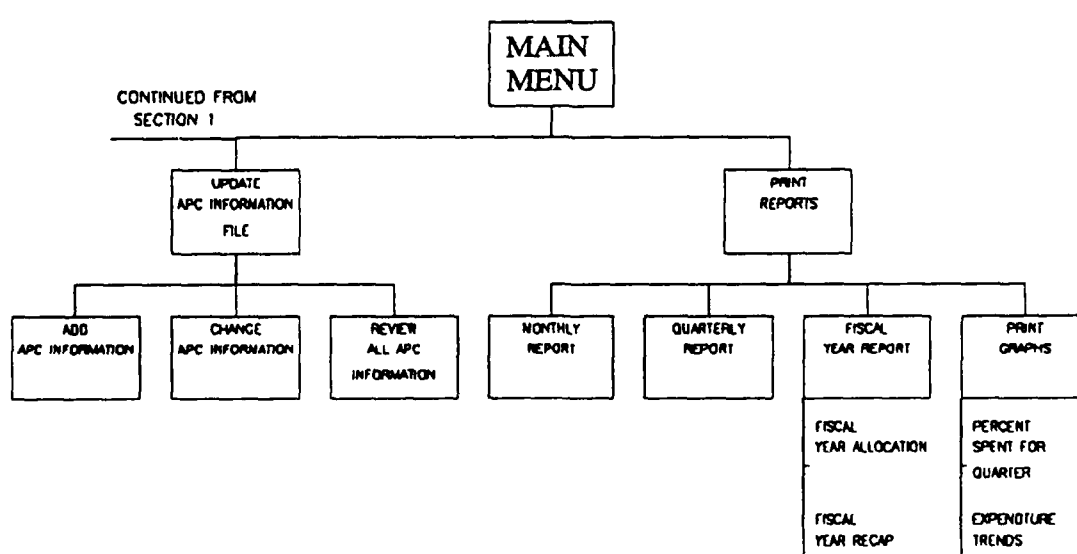 MAIN
MENU
CONTINUED FROM
SECTION 1
UPDATE
APC INFORMATION
FILE
PRINT
REPORTS
ADD
APC INFORMATION
CHANGE
APC INFORMATION
REVIEW
ALL APC
INFORMATION
MONTHLY
REPORT
QUARTERLY
REPORT
FISCAL
YEAR REPORT
PRINT
GRAPHS
FISCAL
YEAR ALLOCATION
FISCAL
YEAR RECAP
PERCENT
SPENT FOR
QUARTER
EXPENDTURE
TRENDS